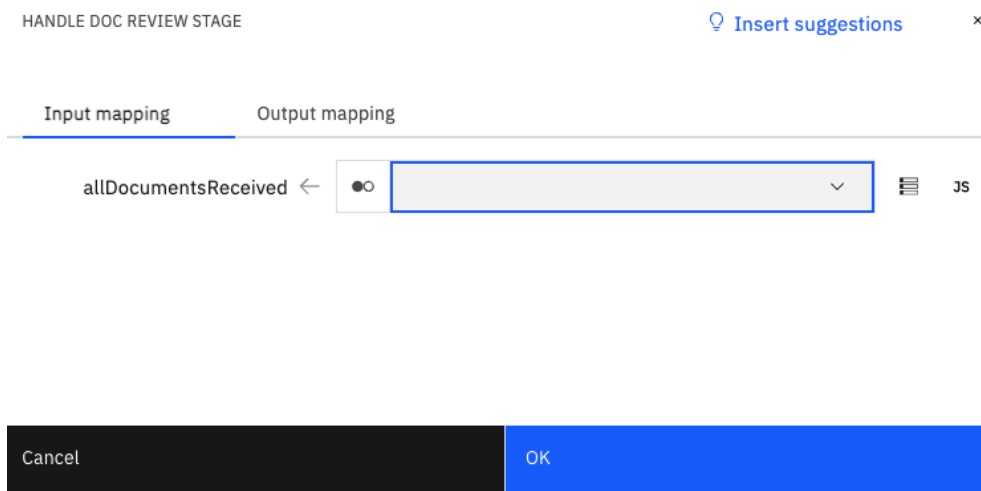 HANDLE DOC REVIEW STAGE
Insert suggestions
×
Input mapping
Output mapping
allDocumentsReceived ←
JS
Cancel
OK